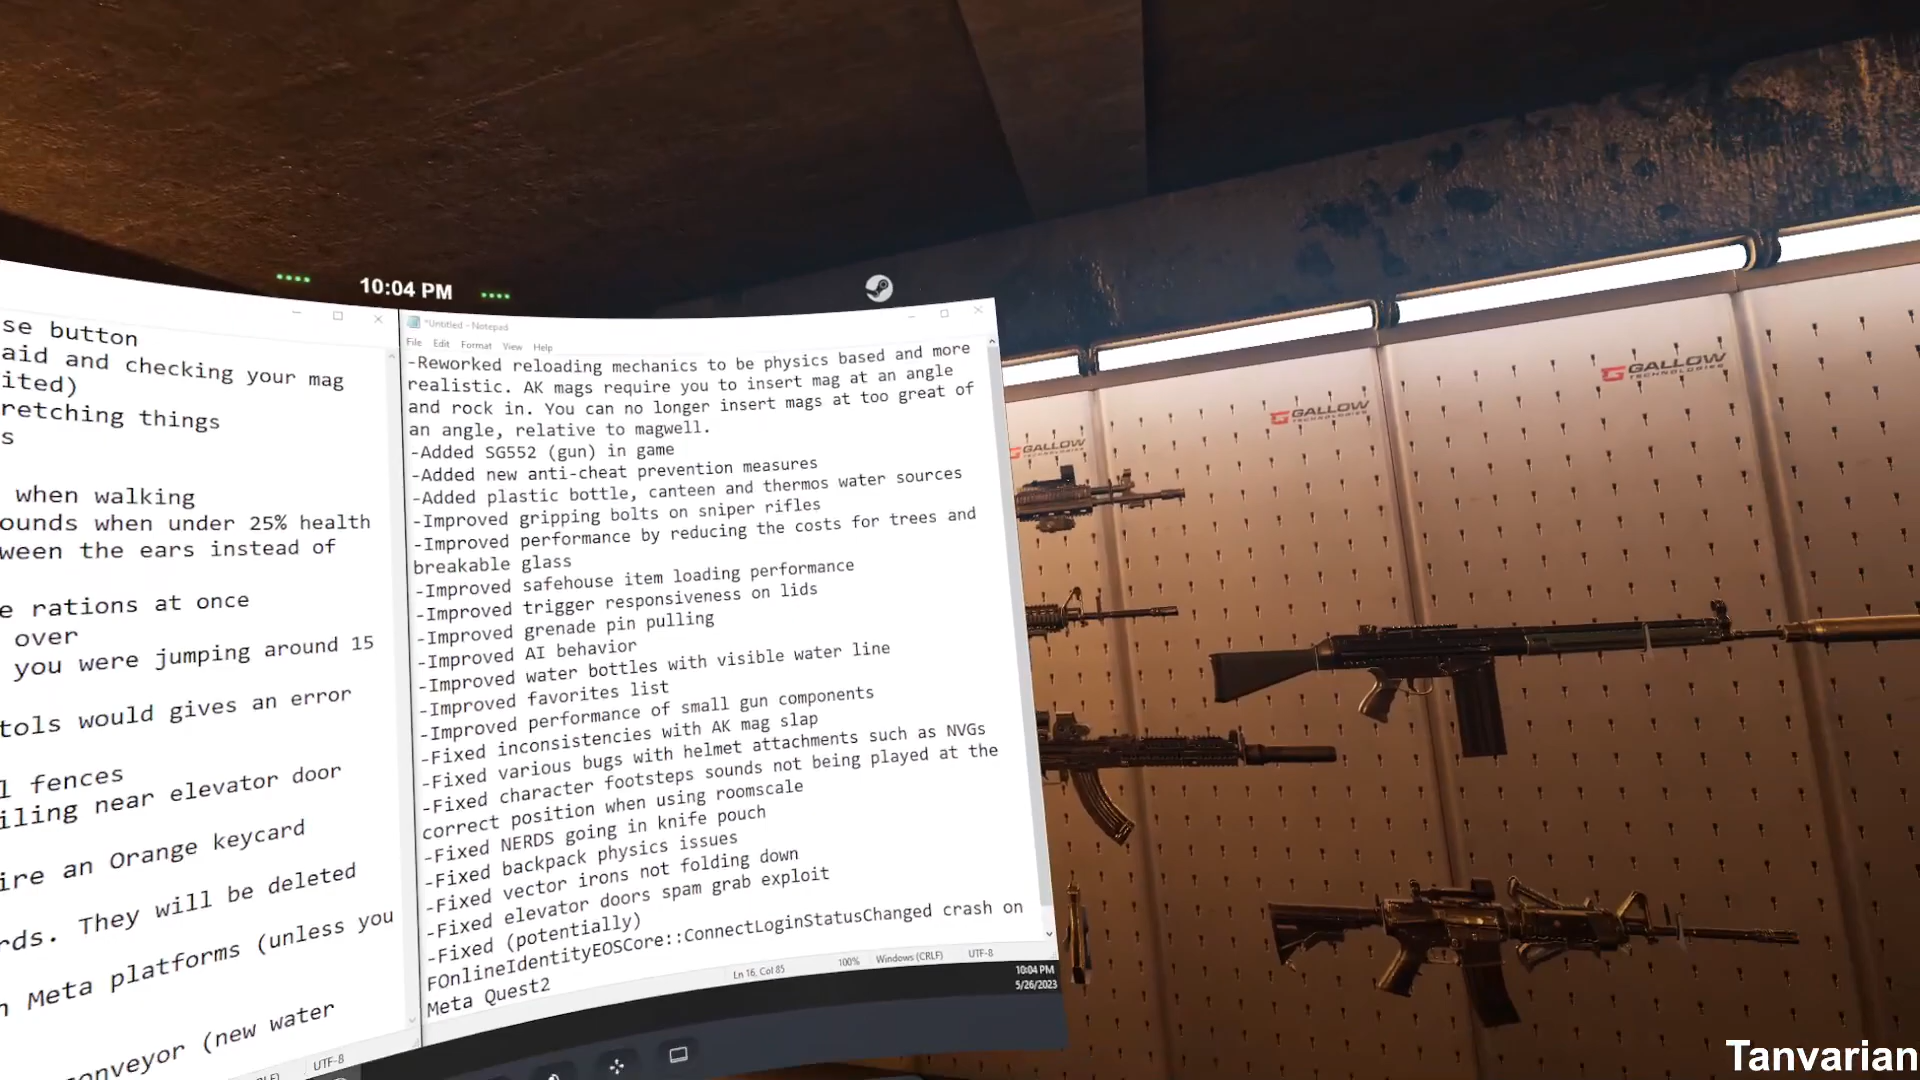 10:04 PM
se button
aid and checking your mag
ited)
retching things
s
when walking
ounds when under 25% health
ween the ears instead of
e rations at once
over
you were jumping around 15
tols would gives an error
l fences
iling near elevator door
ire an Orange keycard
rds. They will be deleted
n Meta platforms (unless you
onveyor (new water
UTF-8
*Untitled - Notepad
File Edit Format View Help
-Reworked reloading mechanics to be physics based and more
realistic. AK mags require you to insert mag at an angle
and rock in. You can no longer insert mags at too great of
an angle, relative to magwell.
-Added SG552 (gun) in game
-Added new anti-cheat prevention measures
-Added plastic bottle, canteen and thermos water sources
-Improved gripping bolts on sniper rifles
-Improved performance by reducing the costs for trees and
breakable glass
-Improved safehouse item loading performance
-Improved trigger responsiveness on lids
-Improved grenade pin pulling
-Improved AI behavior
-Improved water bottles with visible water line
-Improved favorites list
-Improved performance of small gun components
-Fixed inconsistencies with AK mag slap
-Fixed various bugs with helmet attachments such as NVGs
-Fixed character footsteps sounds not being played at the
correct position when using roomscale
-Fixed NERDS going in knife pouch
-Fixed backpack physics issues
-Fixed vector irons not folding down
-Fixed elevator doors spam grab exploit
-Fixed (potentially)
FOnlineIdentityEOSCore::ConnectLoginStatusChanged crash on
Meta Quest2
Ln 16, Col 85 100% Windows (CRLF) UTF-8
10:04 PM
5/26/2023
GALLOW
TECHNOLOGIES
GALLOW
TECHNOLOGIES
GALLOW
TECHNOLOGIES
Tanvarian